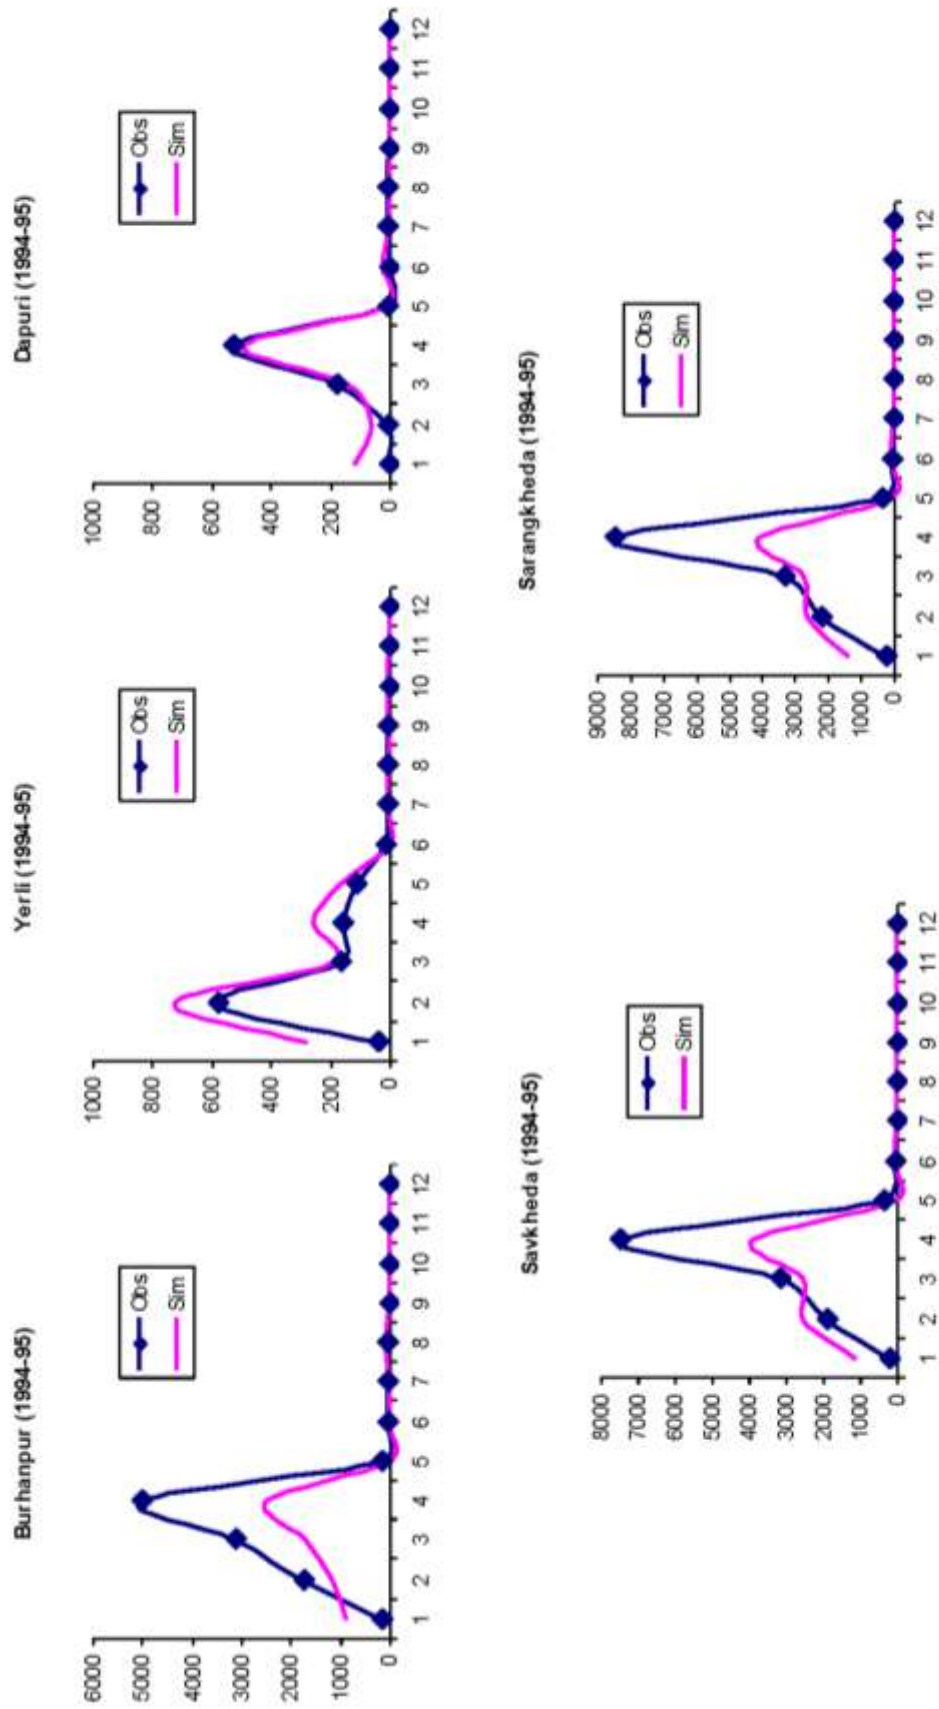 Burhanpur (1994-95)
6000
5000
4000
3000
2000
1000
0
Obs
Sim
1 2 3 4 5 6 7 8 9 10 11 12
Yerli (1994-95)
1000
800
600
400
200
0
Obs
Sim
1 2 3 4 5 6 7 8 9 10 11 12
Dapuri (1994-95)
1000
800
600
400
200
0
Obs
Sim
1 2 3 4 5 6 7 8 9 10 11 12
Savkheda (1994-95)
8000
7000
6000
5000
4000
3000
2000
1000
0
Obs
Sim
1 2 3 4 5 6 7 8 9 10 11 12
Sarangkheda (1994-95)
9000
8000
7000
6000
5000
4000
3000
2000
1000
0
Obs
Sim
1 2 3 4 5 6 7 8 9 10 11 12